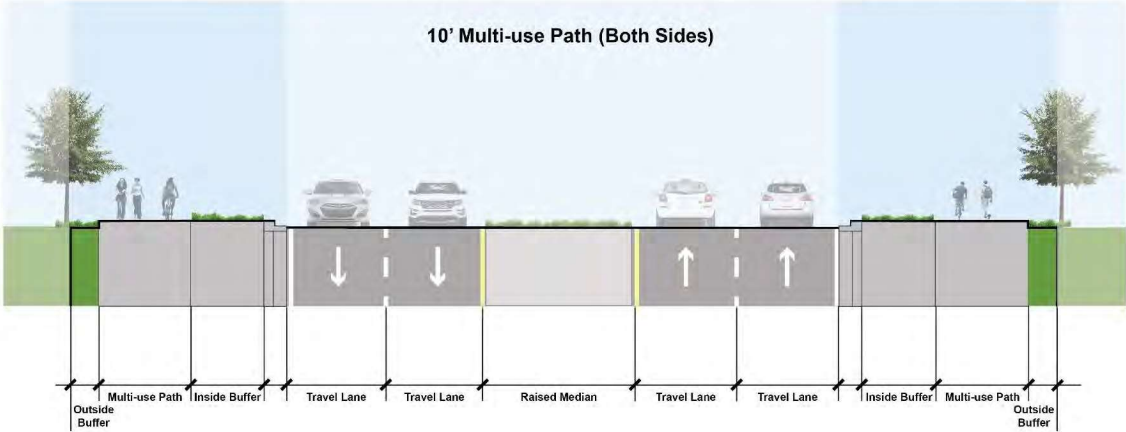 10' Multi-use Path (Both Sides)
Multi-use Path
Inside Buffer
Travel Lane
Travel Lane
Raised Median
Travel Lane
Travel Lane
Inside Buffer
Multi-use Path
Outside
Buffer
Outside
Buffer